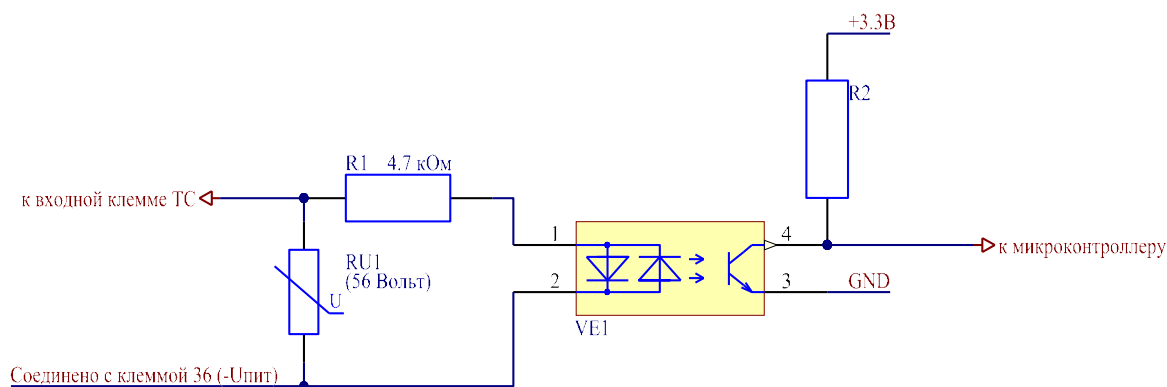 +3.3В
R2
R1 4.7 кОм
к входной клемме ТС
1
4
к микроконтроллеру
RU1
(56 Вольт)
U
2
3
GND
VE1
Соединено с клеммой 36 (-Uпит)